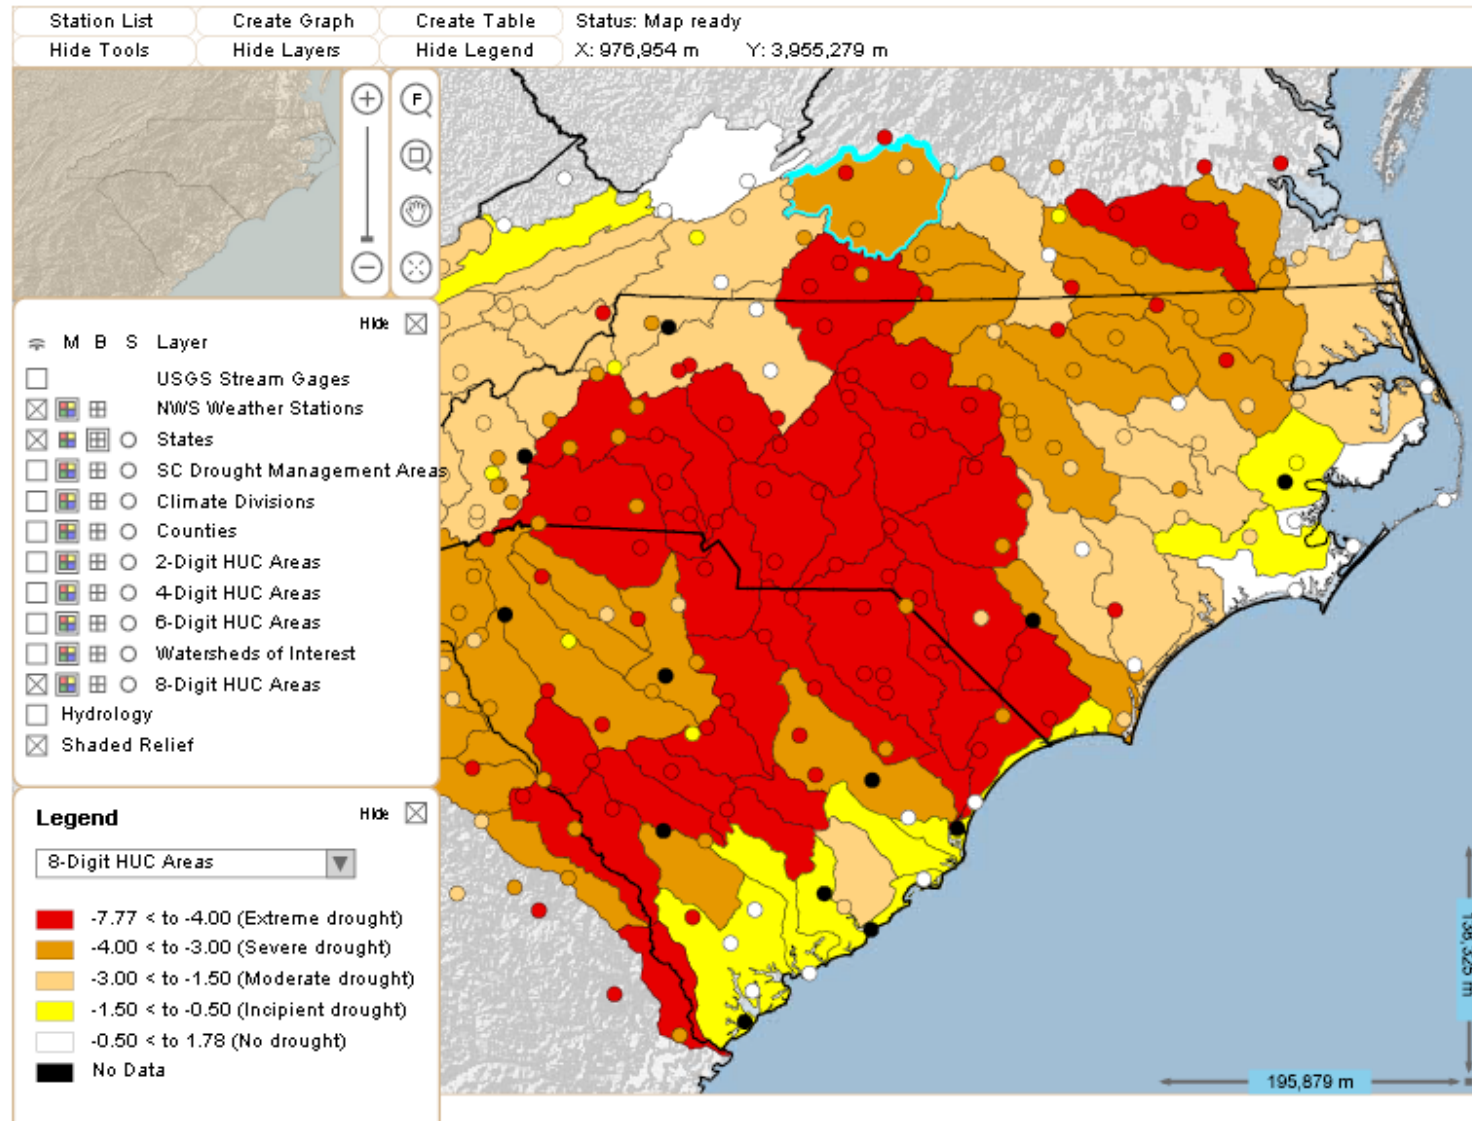 Station List Create Graph Create Table Status: Map ready
Hide Tools Hide Layers Hide Legend X: 976,954 m Y: 3,955,279 m
F
Hide
M B S Layer
USGS Stream Gages
NWS Weather Stations
States
SC Drought Management Areas
Climate Divisions
Counties
2-Digit HUC Areas
4-Digit HUC Areas
6-Digit HUC Areas
Watersheds of Interest
8-Digit HUC Areas
Hydrology
Shaded Relief
Legend Hide
8-Digit HUC Areas
-7.77 < to -4.00 (Extreme drought)
-4.00 < to -3.00 (Severe drought)
-3.00 < to -1.50 (Moderate drought)
-1.50 < to -0.50 (Incipient drought)
-0.50 < to 1.78 (No drought)
No Data
138,325 m
195,879 m